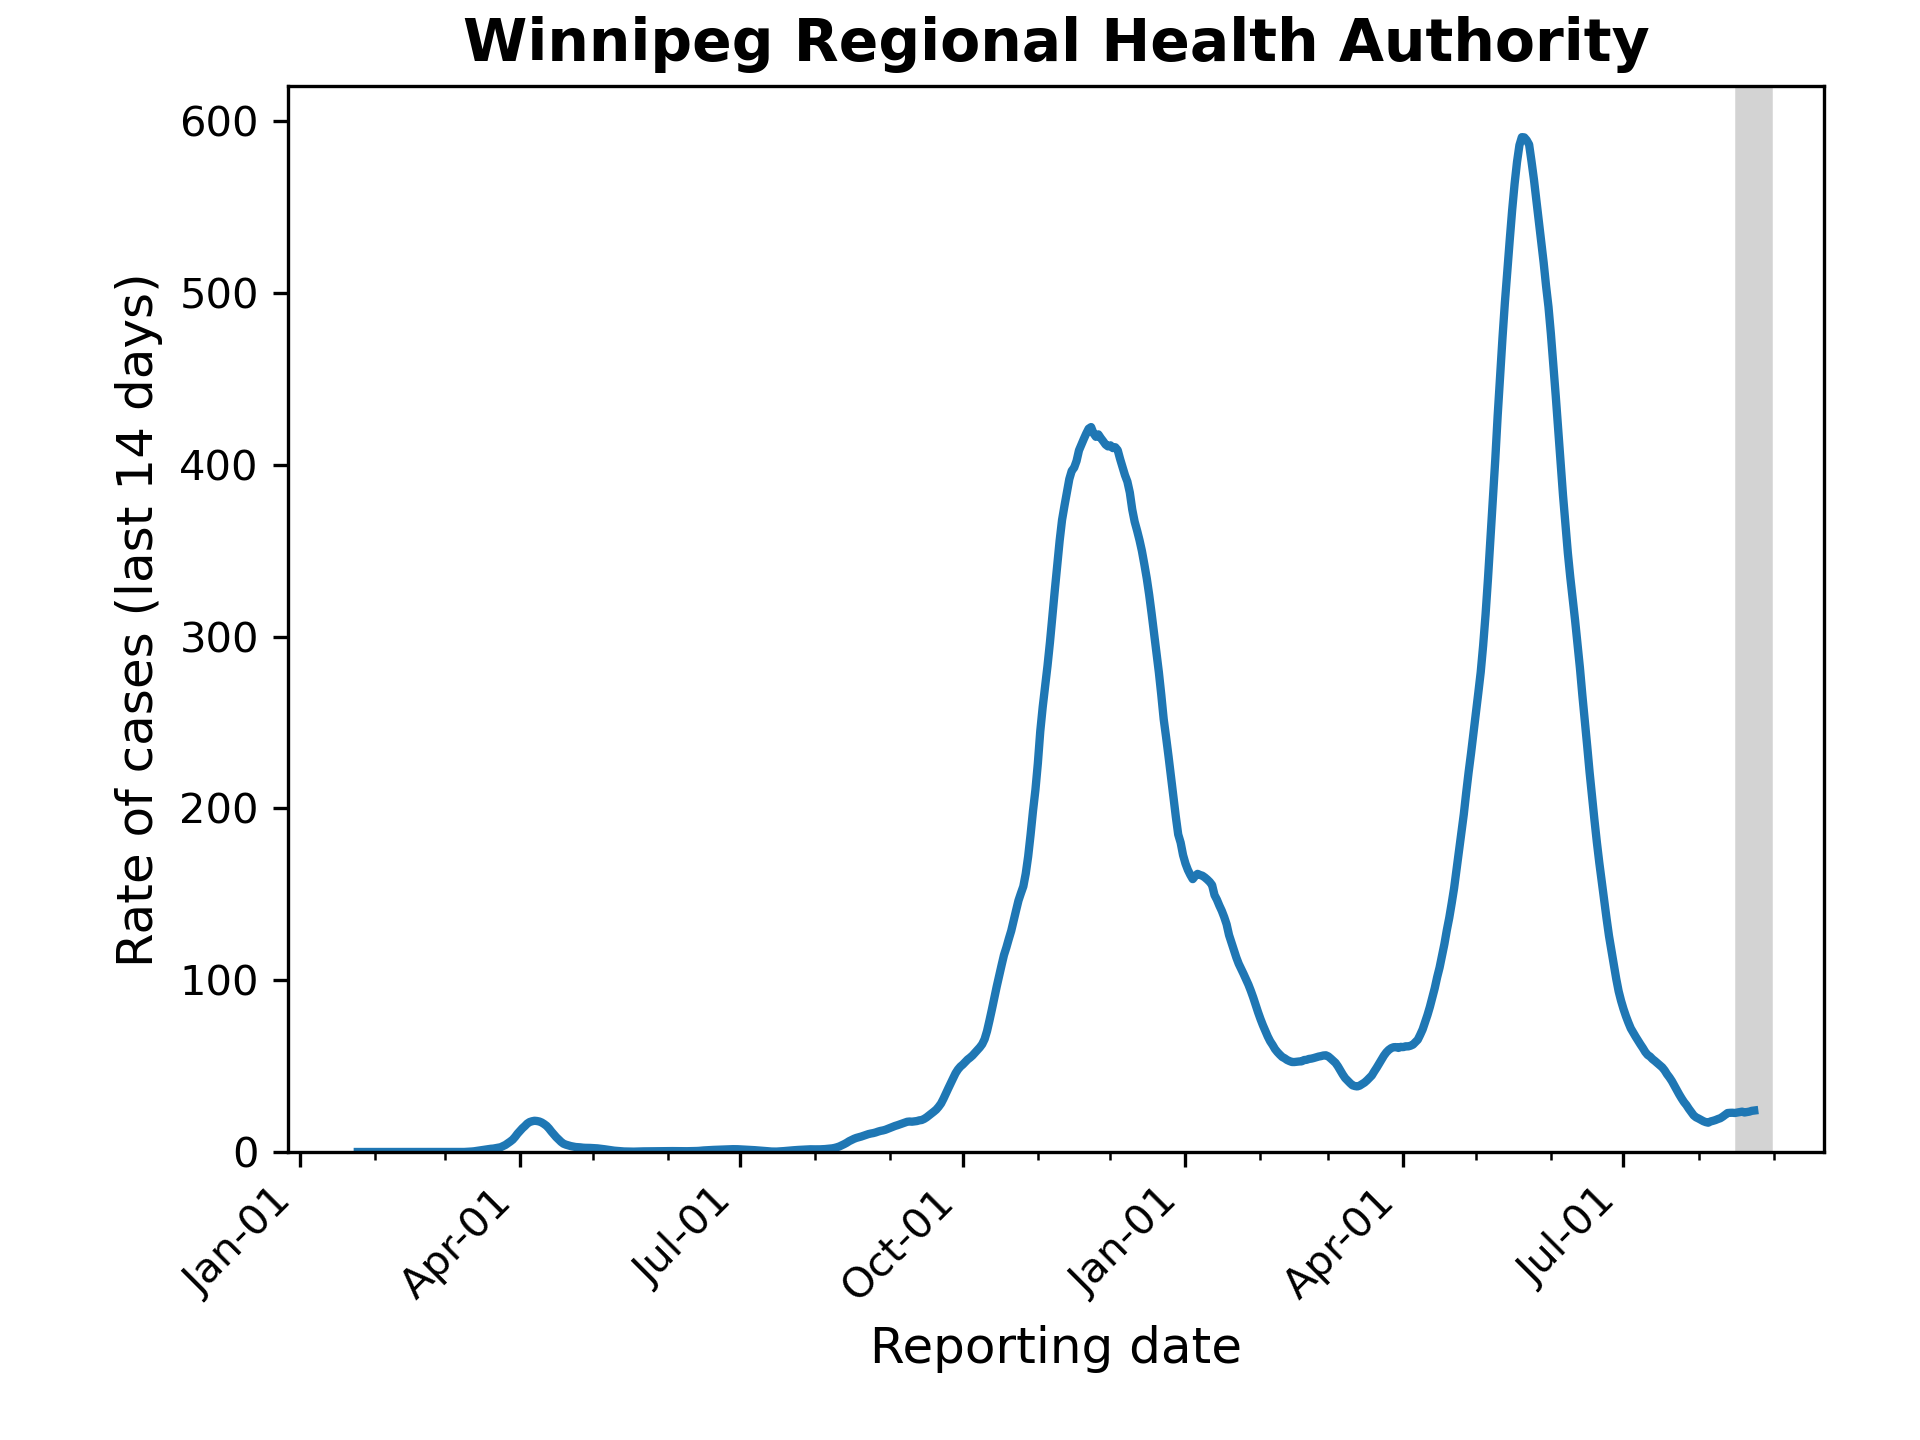 Winnipeg Regional Health Authority
Rate of cases (last 14 days)
600
500
400
300
200
100
0
Jan-01
Apr-01
Jul-01
Oct-01
Jan-01
Apr-01
Jul-01
Reporting date